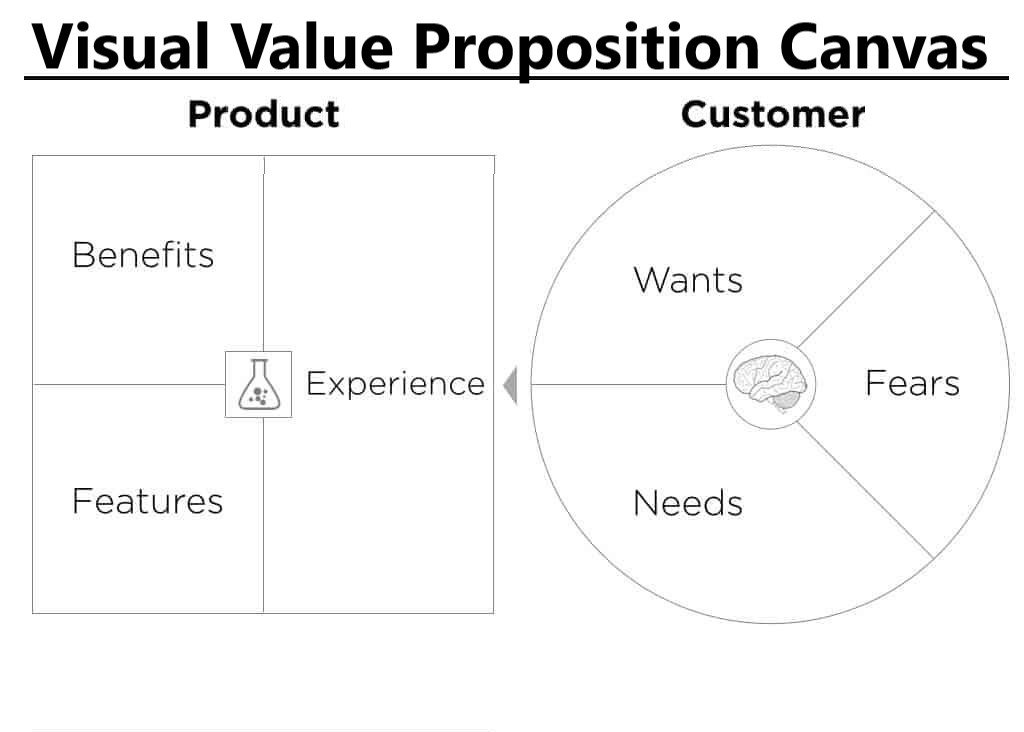 Visual Value Proposition Canvas
Product
Customer
Benefits
Wants
Experience
Fears
Features
Needs